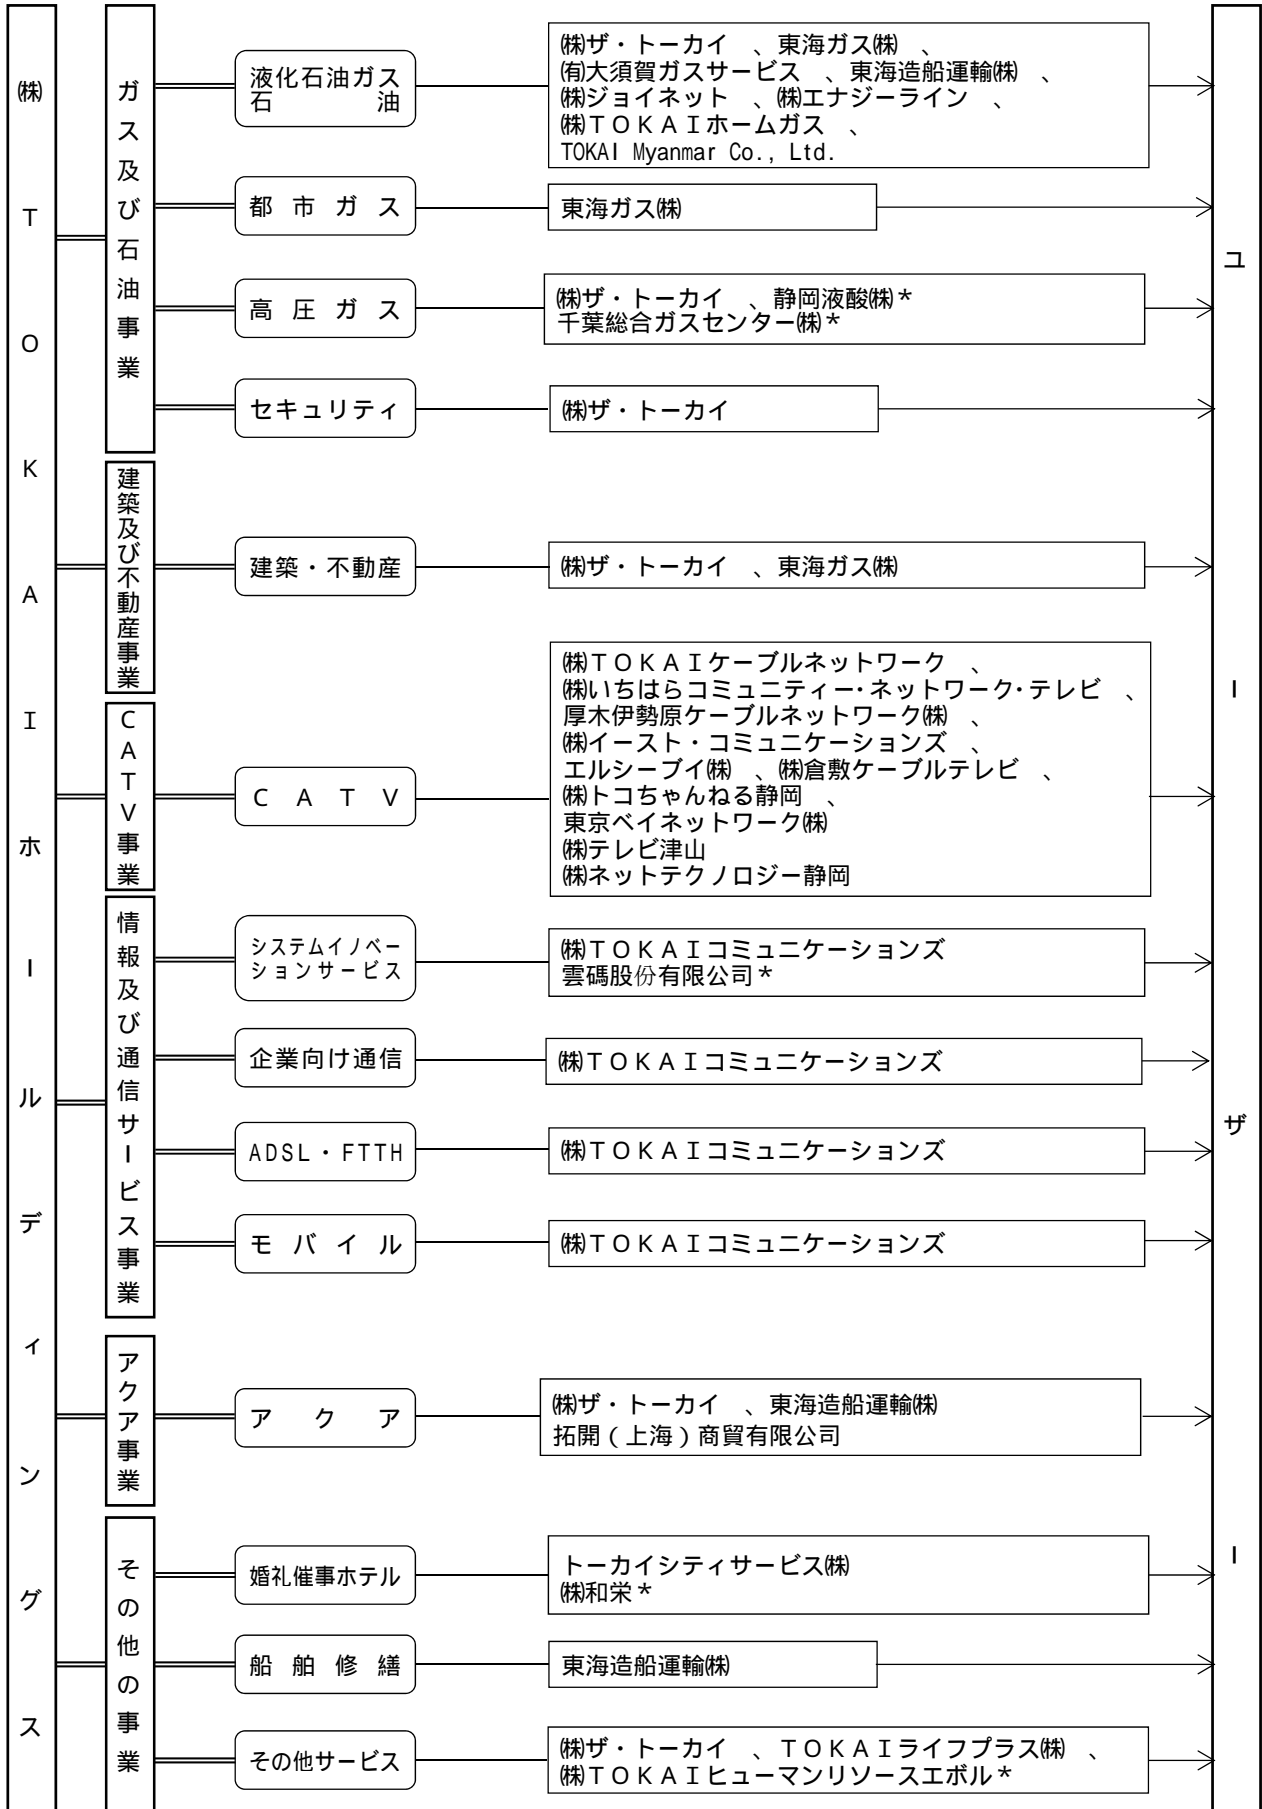 ㈱TOKAIホールディングス
ガス及び石油事業
液化石油ガス
石油
㈱ザ・トーカイ 、東海ガス㈱ 、
㈲大須賀ガスサービス 、東海造船運輸㈱ 、
㈱ジョイネット 、㈱エナジーライン 、
㈱TOKAIホームガス 、
TOKAI Myanmar Co., Ltd.
都市ガス
東海ガス㈱
高圧ガス
㈱ザ・トーカイ 、静岡液酸㈱*
千葉総合ガスセンター㈱*
セキュリティ
㈱ザ・トーカイ
建築及び不動産事業
建築・不動産
㈱ザ・トーカイ 、東海ガス㈱
CATV事業
CATV
㈱TOKAIケーブルネットワーク 、
㈱いちはらコミュニティー・ネットワーク・テレビ 、
厚木伊勢原ケーブルネットワーク㈱ 、
㈱イースト・コミュニケーションズ 、
エルシーブイ㈱ 、㈱倉敷ケーブルテレビ 、
㈱トコちゃんねる静岡 、
東京ベイネットワーク㈱
㈱テレビ津山
㈱ネットテクノロジー静岡
情報及び通信サービス事業
システムイノベー
ションサービス
㈱TOKAIコミュニケーションズ
雲碼股份有限公司*
企業向け通信
㈱TOKAIコミュニケーションズ
ADSL・FTTH
㈱TOKAIコミュニケーションズ
モバイル
㈱TOKAIコミュニケーションズ
アクア事業
アクア
㈱ザ・トーカイ 、東海造船運輸㈱
拓開(上海)商貿有限公司
その他の事業
婚礼催事ホテル
トーカイシティサービス㈱
㈱和栄*
船舶修繕
東海造船運輸㈱
その他サービス
㈱ザ・トーカイ 、TOKAIライフプラス㈱ 、
㈱TOKAIヒューマンリソースエボル*
ユーザー